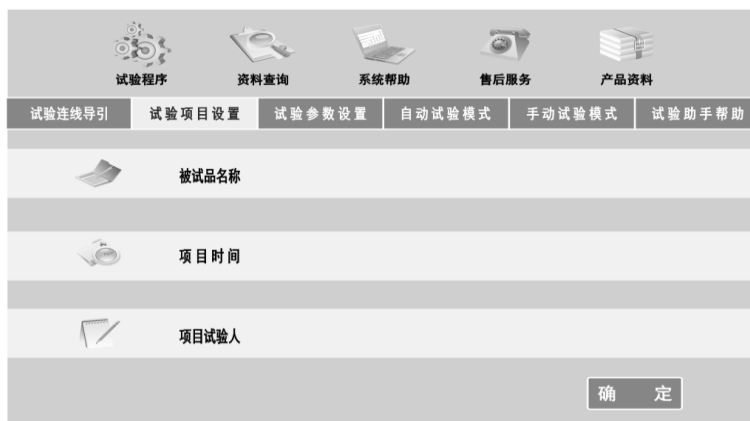 试验程序 资料查询 系统帮助 售后服务 产品资料
试验连线导引 试验项目设置 试验参数设置 自动试验模式 手动试验模式 试验助手帮助
被试品名称
项目时间
项目试验人
确 定